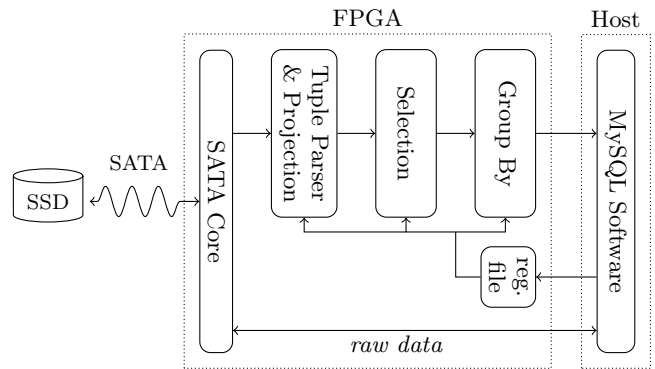 FPGA
Host
SATA
SSD
SATA Core
Tuple Parser
& Projection
Selection
Group By
MySQL Software
reg.
file
raw data